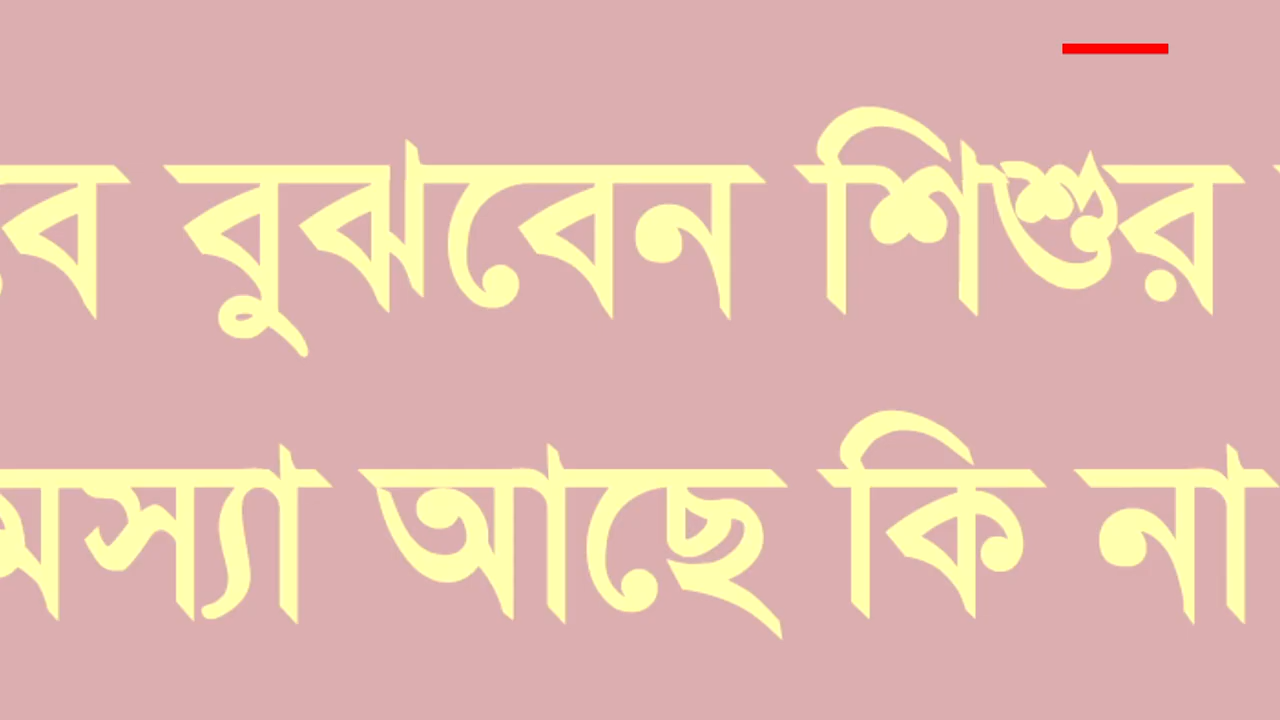 বুঝবেন শিশুর
আছে কি না